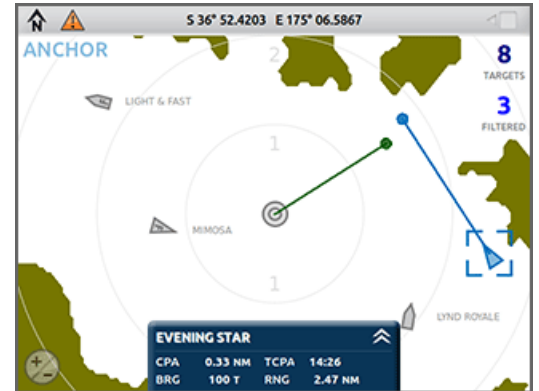 S 36° 52.4203 E 175° 06.5867
ANCHOR
8
TARGETS
3
FILTERED
2
LIGHT & FAST
1
MIMOSA
1
LYND ROYALE
EVENING STAR
CPA 0.33 NM TCPA 14:26
BRG 100 T RNG 2.47 NM